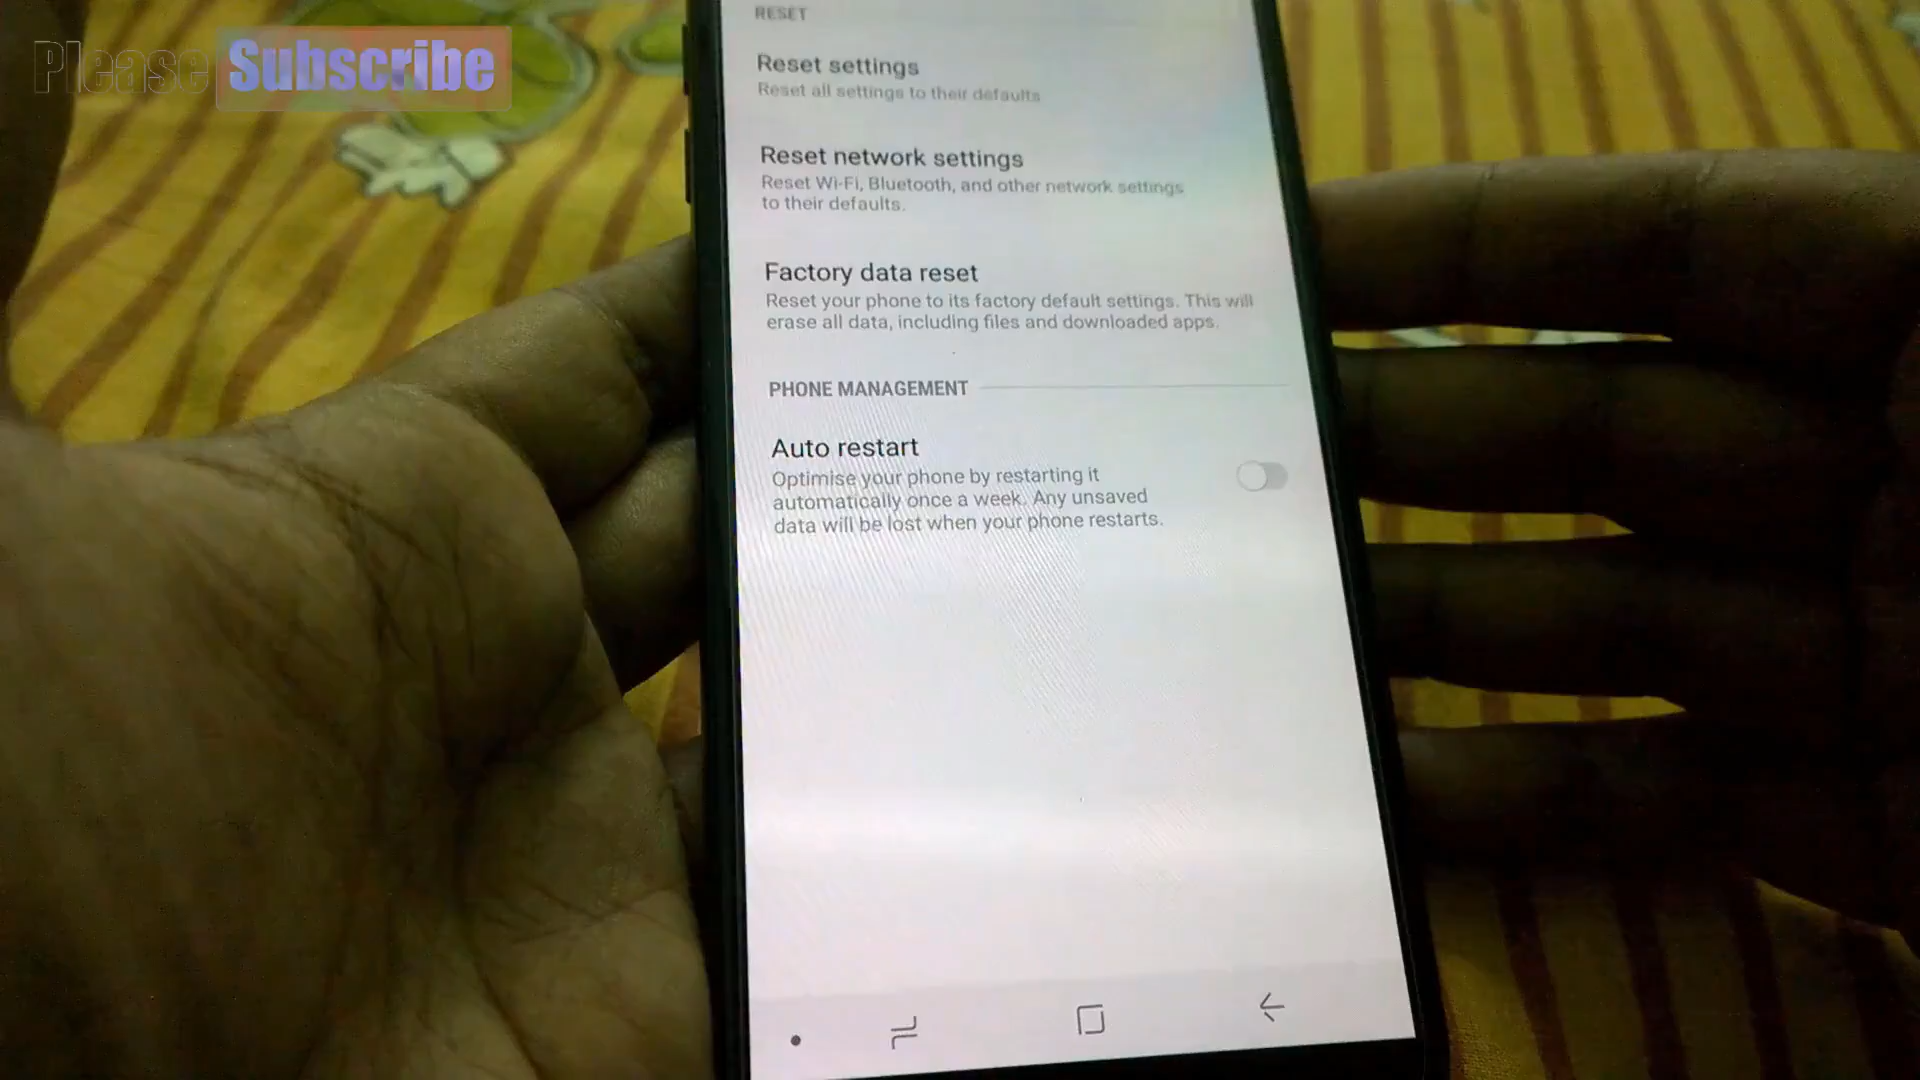 Please Subscribe
RESET
Reset settings
Reset all settings to their defaults
Reset network settings
Reset Wi-Fi, Bluetooth, and other network settings
to their defaults.
Factory data reset
Reset your phone to its factory default settings. This will
erase all data, including files and downloaded apps.
PHONE MANAGEMENT
Auto restart
Optimise your phone by restarting it
automatically once a week. Any unsaved
data will be lost when your phone restarts.